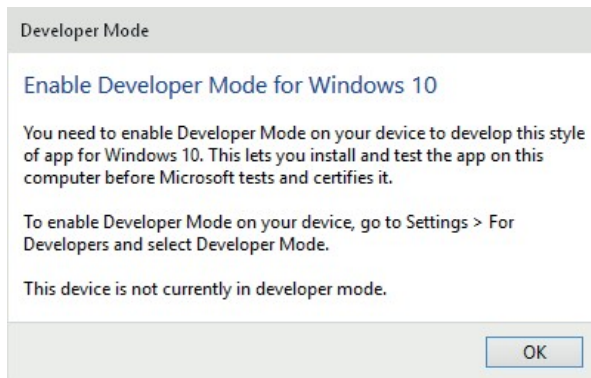 Developer Mode
Enable Developer Mode for Windows 10
You need to enable Developer Mode on your device to develop this style
of app for Windows 10. This lets you install and test the app on this
computer before Microsoft tests and certifies it.
To enable Developer Mode on your device, go to Settings > For
Developers and select Developer Mode.
This device is not currently in developer mode.
OK